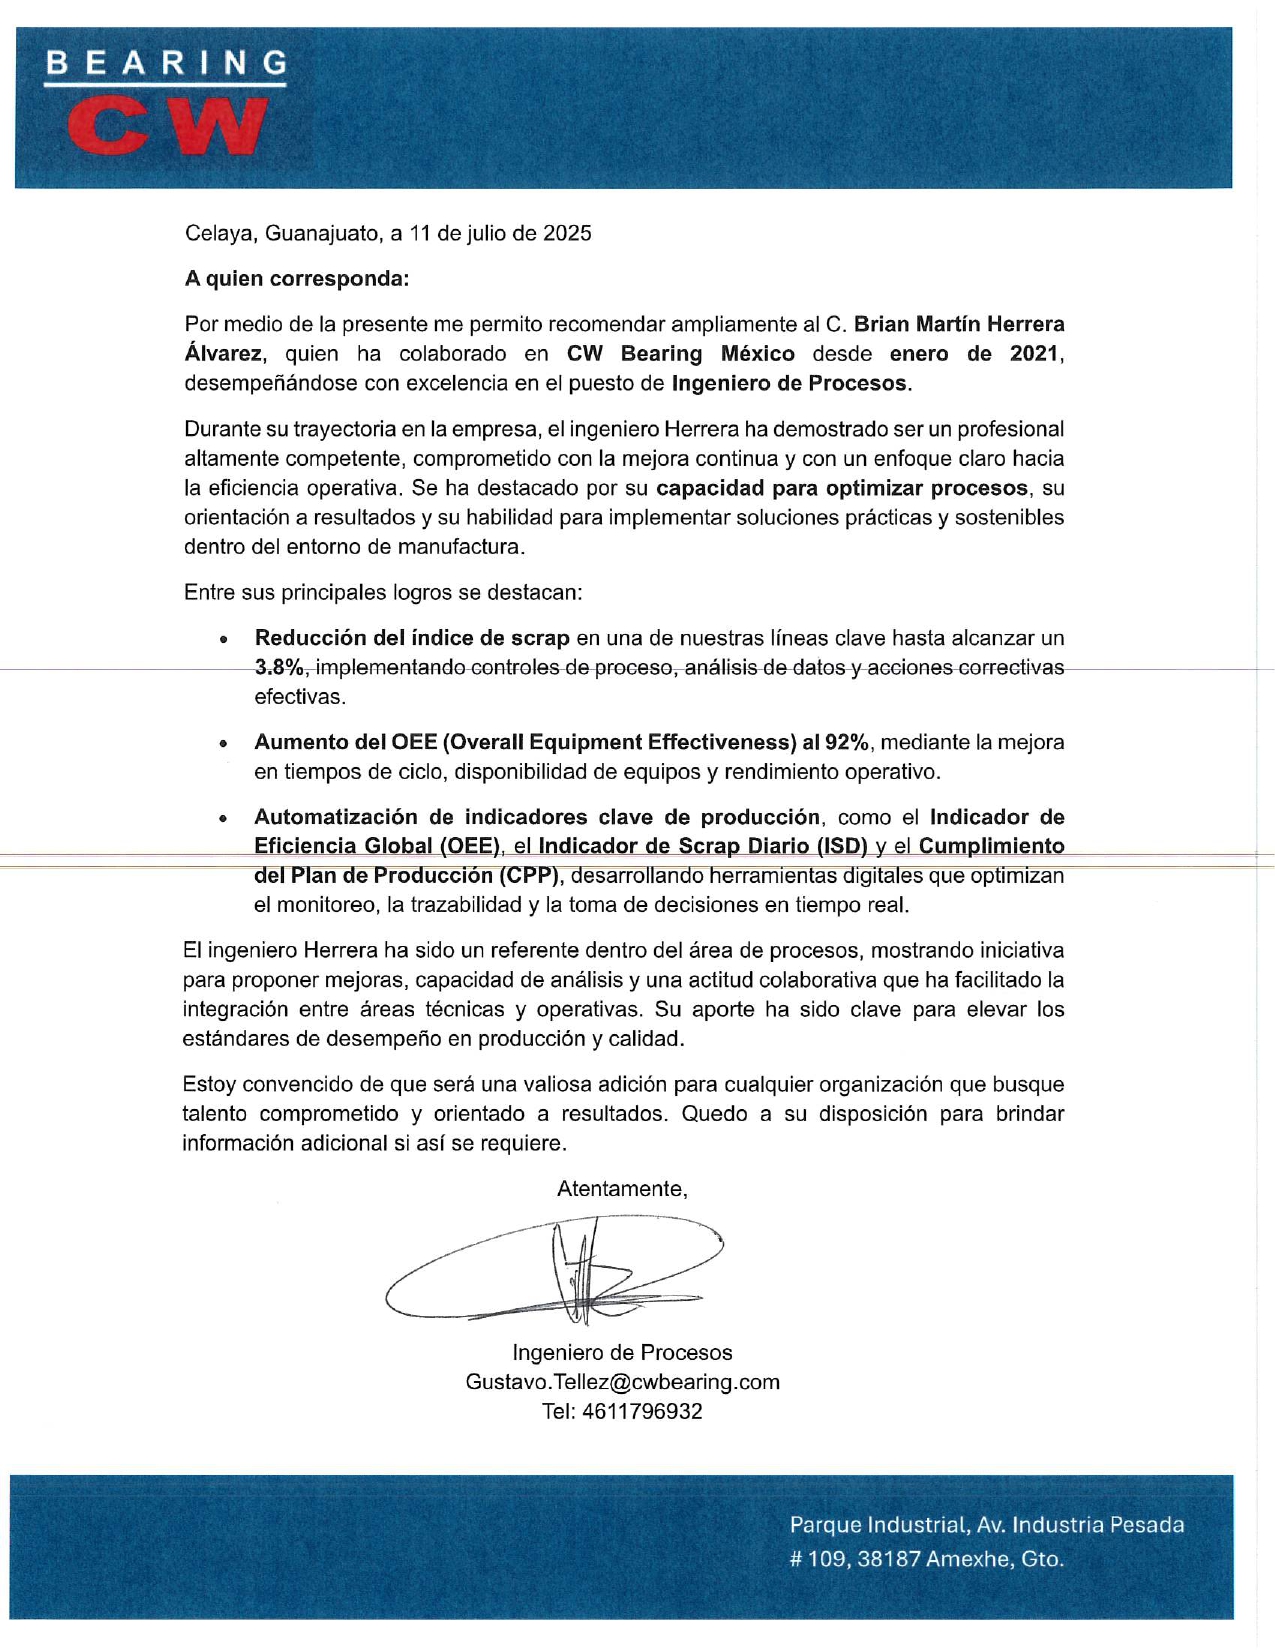 BEARING
CW
Celaya, Guanajuato, a 11 de julio de 2025
A quien corresponda:
Por medio de la presente me permito recomendar ampliamente al C. Brian Martín Herrera
Álvarez, quien ha colaborado en CW Bearing México desde enero de 2021,
desempeñándose con excelencia en el puesto de Ingeniero de Procesos.
Durante su trayectoria en la empresa, el ingeniero Herrera ha demostrado ser un profesional
altamente competente, comprometido con la mejora continua y con un enfoque claro hacia
la eficiencia operativa. Se ha destacado por su capacidad para optimizar procesos, su
orientación a resultados y su habilidad para implementar soluciones prácticas y sostenibles
dentro del entorno de manufactura.
Entre sus principales logros se destacan:
• Reducción del índice de scrap en una de nuestras líneas clave hasta alcanzar un
3.8%, implementando controles de proceso, análisis de datos y acciones correctivas
efectivas.
• Aumento del OEE (Overall Equipment Effectiveness) al 92%, mediante la mejora
en tiempos de ciclo, disponibilidad de equipos y rendimiento operativo.
• Automatización de indicadores clave de producción, como el Indicador de
Eficiencia Global (OEE), el Indicador de Scrap Diario (ISD) y el Cumplimiento
del Plan de Producción (CPP), desarrollando herramientas digitales que optimizan
el monitoreo, la trazabilidad y la toma de decisiones en tiempo real.
El ingeniero Herrera ha sido un referente dentro del área de procesos, mostrando iniciativa
para proponer mejoras, capacidad de análisis y una actitud colaborativa que ha facilitado la
integración entre áreas técnicas y operativas. Su aporte ha sido clave para elevar los
estándares de desempeño en producción y calidad.
Estoy convencido de que será una valiosa adición para cualquier organización que busque
talento comprometido y orientado a resultados. Quedo a su disposición para brindar
información adicional si así se requiere.
Atentamente,
Ingeniero de Procesos
Gustavo.Tellez@cwbearing.com
Tel: 4611796932
Parque Industrial, Av. Industria Pesada
# 109, 38187 Amexhe, Gto.